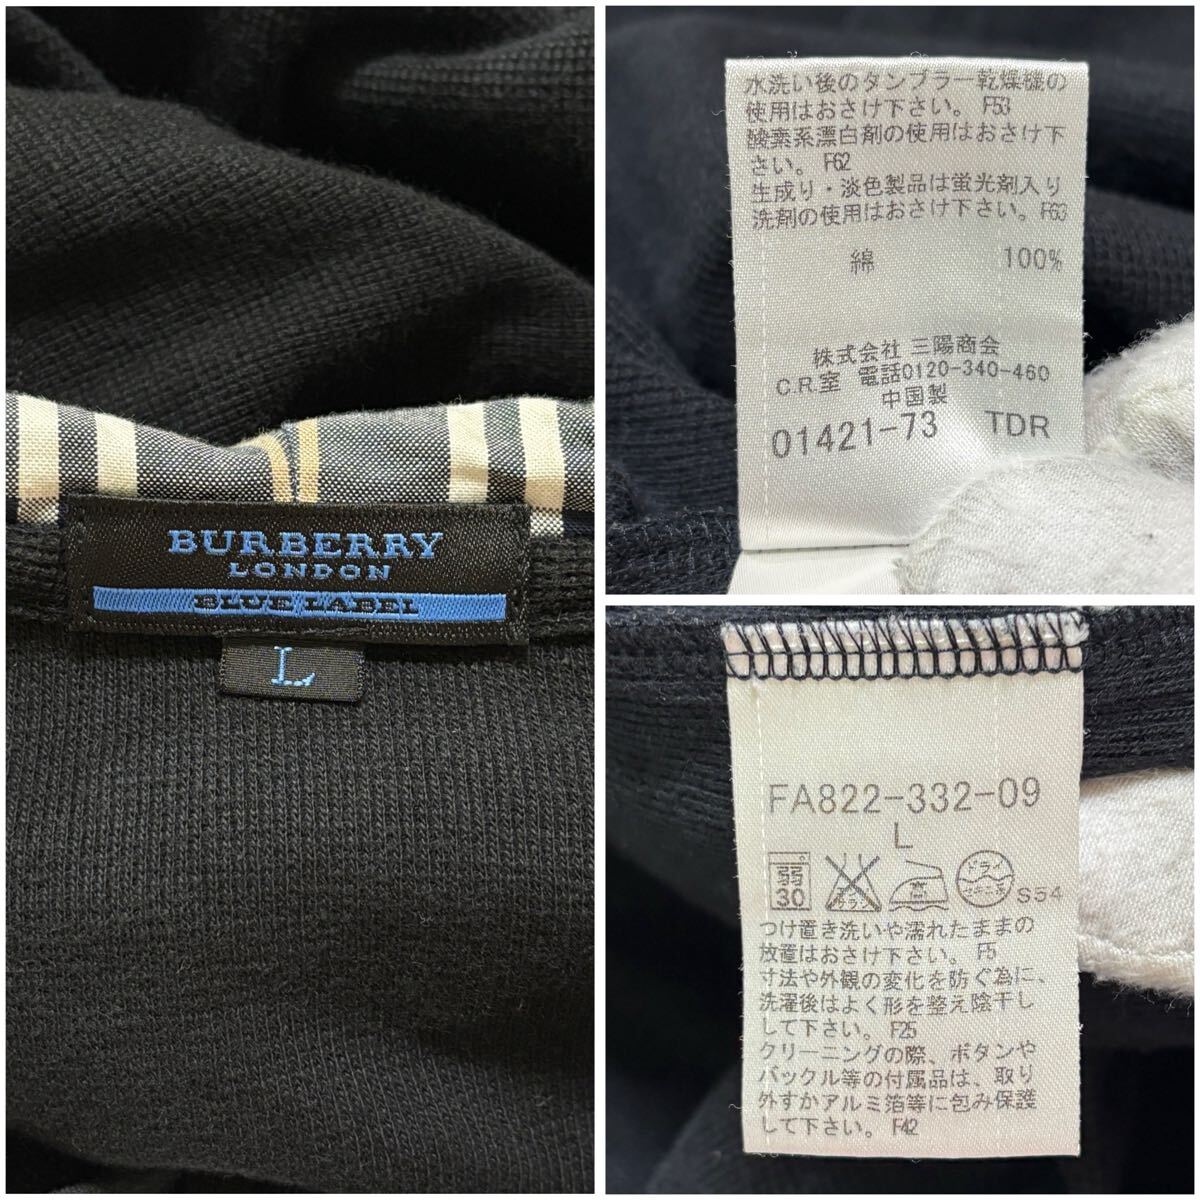 BURBERRY
LONDON
BLUE LABEL
L
水洗い後のタンブラー乾燥機の
使用はおさけ下さい。 F53
酸素系漂白剤の使用はおさけ下
さい。 F62
生成り・淡色製品は蛍光剤入り
洗剤の使用はおさけ下さい。F63
綿 100%
株式会社 三陽商会
C.R.室 電話0120-340-460
中国製
01421-73 TDR
FA822-332-09
L
弱
30
高
ドライ
S54
つけ置き洗いや濡れたままの
放置はおさけ下さい。 F5
寸法や外観の変化を防ぐ為に、
洗濯後はよく形を整え陰干し
して下さい。 F25
クリーニングの際、ボタンや
バックル等の付属品は、取り
外すかアルミ箔等に包み保護
して下さい。 F42